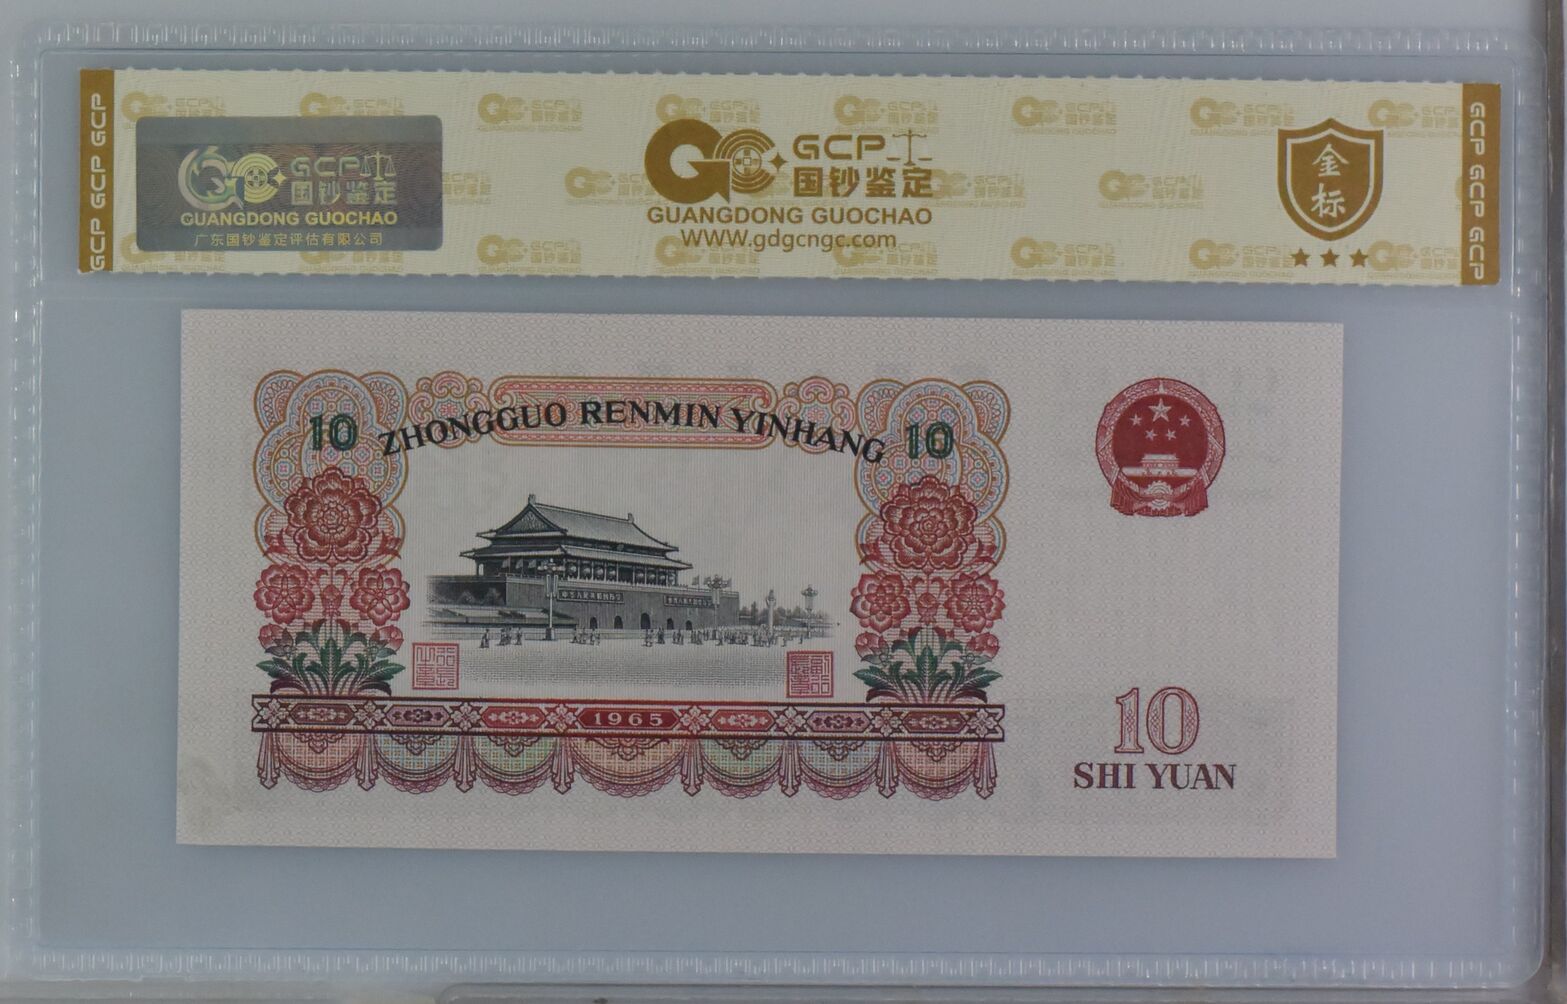 GCP GCP GCP
GCP 国钞鉴定
GUANGDONG GUOCHAO
广东国钞鉴定评估有限公司
GCP
国钞鉴定
GUANGDONG GUOCHAO
WWW.gdgcngc.com
金标
GCP GCP GCP
10 ZHONGGUO RENMIN YINHANG 10
1965
10
SHI YUAN